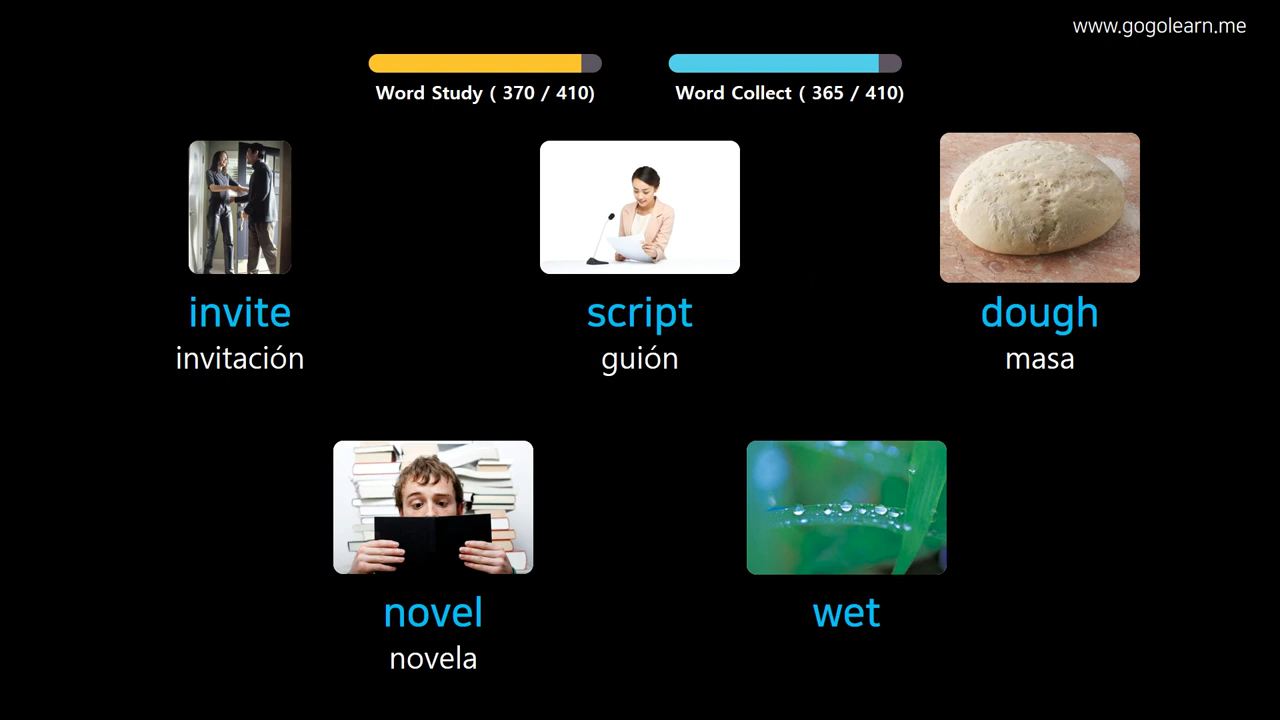 www.gogolearn.me
Word Study ( 370 / 410)
Word Collect ( 365 / 410)
invite
invitación
script
guión
dough
masa
novel
novela
wet